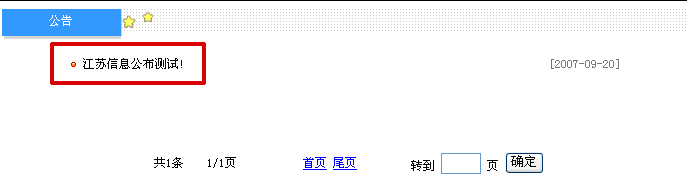 公告
江苏信息公布测试! [2007-09-20]
共1条 1/1页 首页 尾页 转到 页 确定